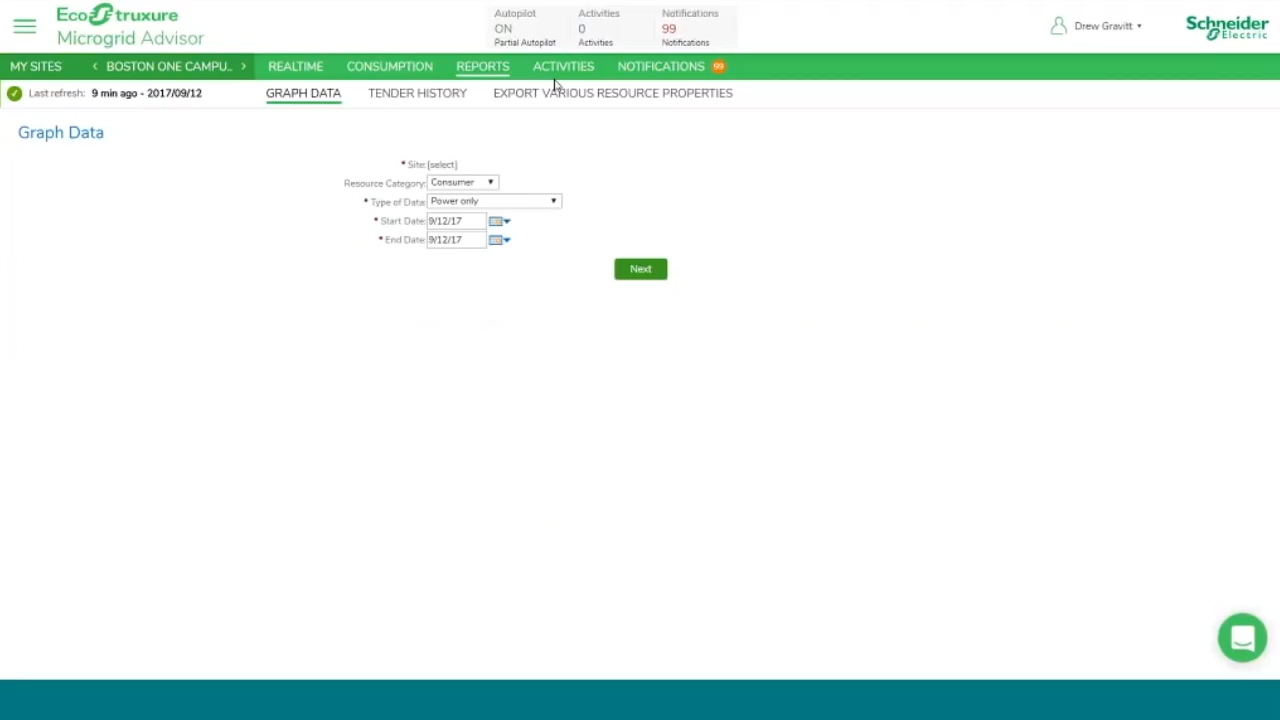 EcoStruxure
Microgrid Advisor
Autopilot
ON
Partial Autopilot
Activities
0
Activities
Notifications
99
Notifications
Drew Gravitt
Schneider
Electric
MY SITES
BOSTON ONE CAMPU..
REALTIME
CONSUMPTION
REPORTS
ACTIVITIES
NOTIFICATIONS 99
Last refresh: 9 min ago - 2017/09/12
GRAPH DATA
TENDER HISTORY
EXPORT VARIOUS RESOURCE PROPERTIES
Graph Data
* Site: [select]
Resource Category: Consumer
* Type of Data: Power only
* Start Date: 9/12/17
* End Date: 9/12/17
Next